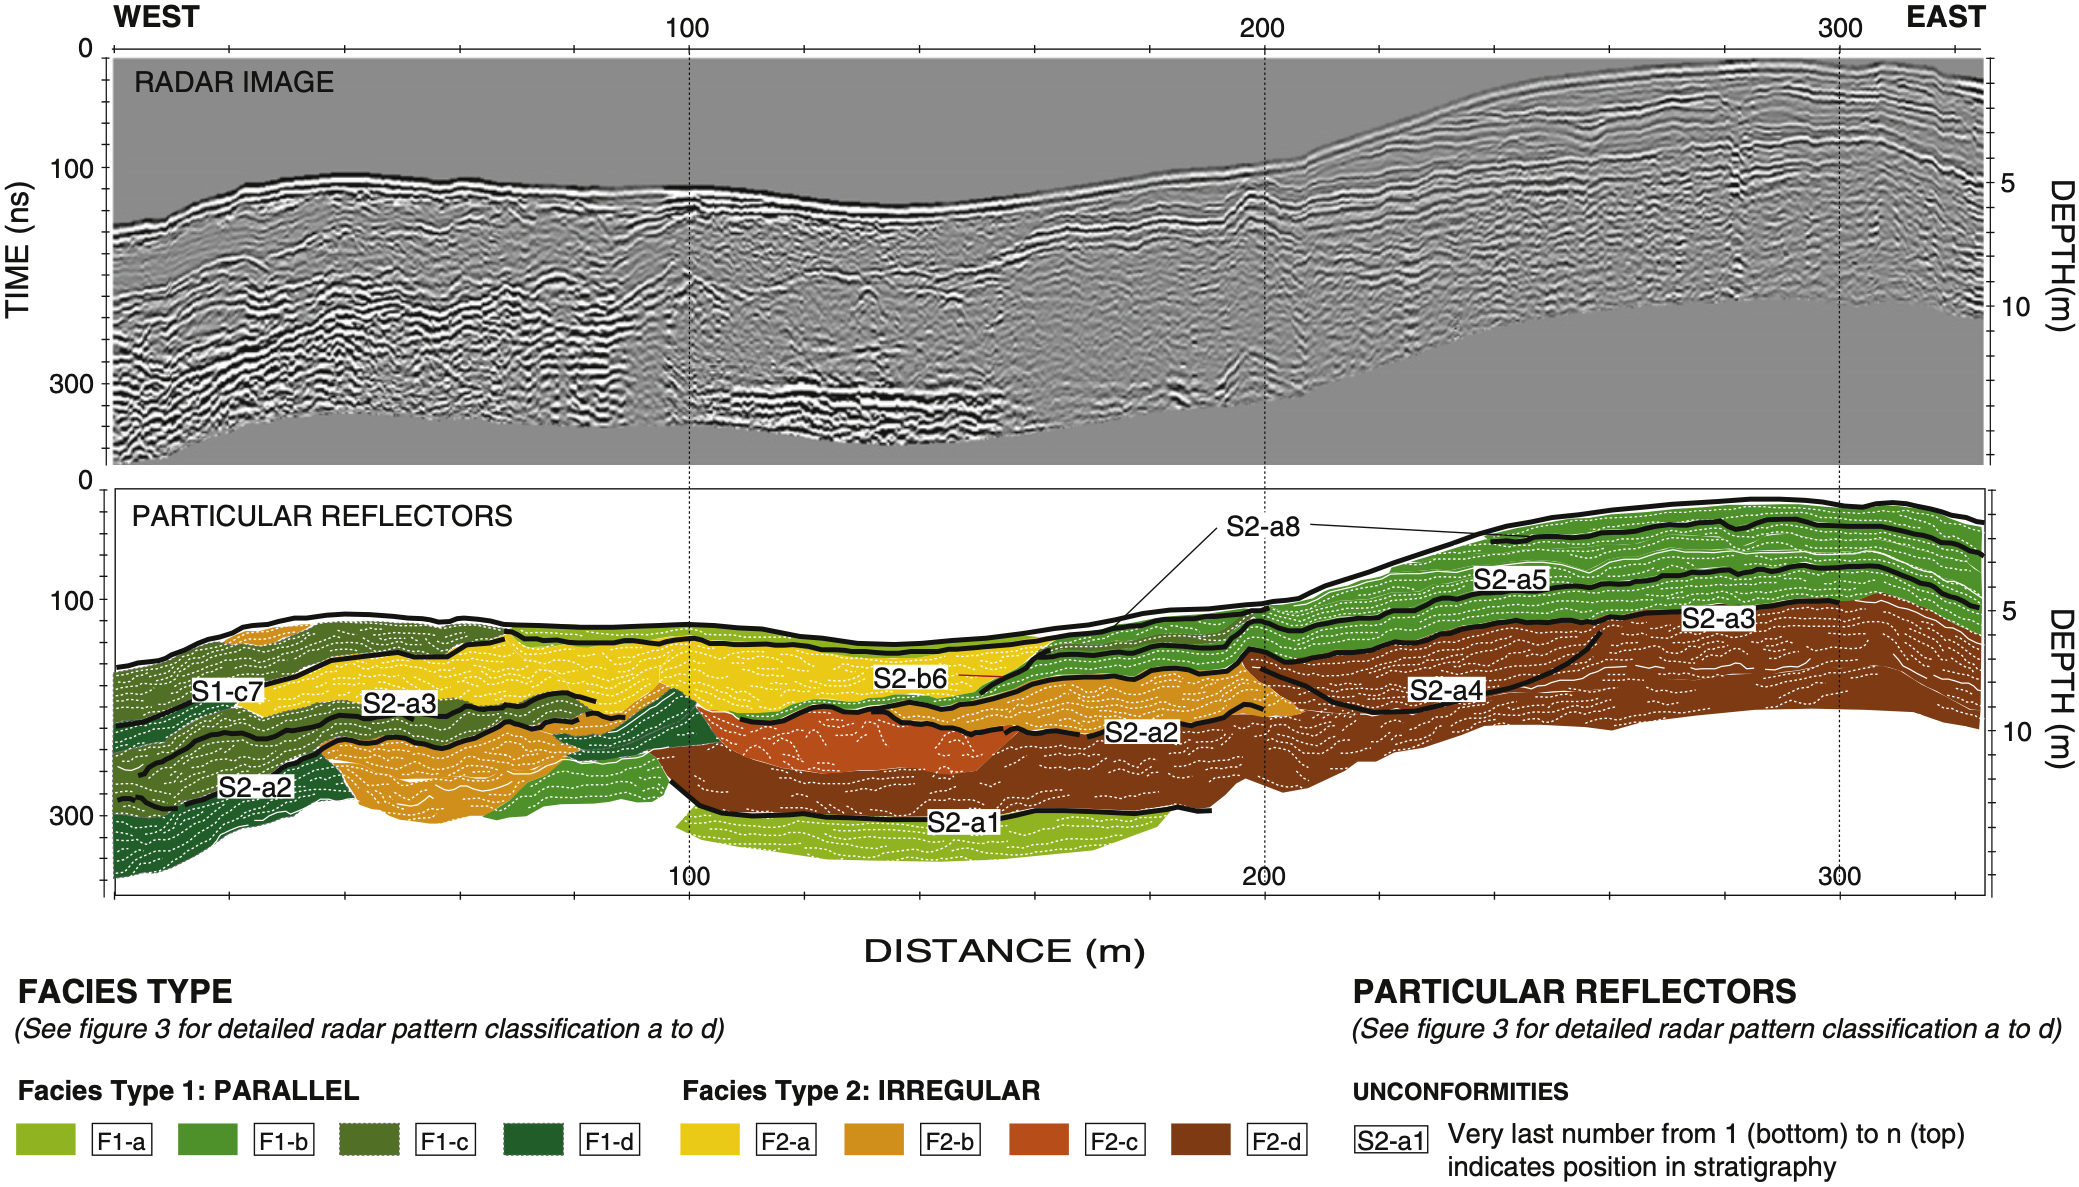 WEST 100 200 300 EAST
0
RADAR IMAGE
100
5
TIME (ns)
DEPTH(m)
10
300
0
PARTICULAR REFLECTORS
S2-a8
S2-a5
100
5
S2-a3
S2-b6
S1-c7
S2-a4
S2-a3
DEPTH (m)
S2-a2
10
S2-a2
300
S2-a1
100 200 300
DISTANCE (m)
FACIES TYPE
(See figure 3 for detailed radar pattern classification a to d)
Facies Type 1: PARALLEL
F1-a F1-b F1-c F1-d
Facies Type 2: IRREGULAR
F2-a F2-b F2-c F2-d
PARTICULAR REFLECTORS
(See figure 3 for detailed radar pattern classification a to d)
UNCONFORMITIES
S2-a1
Very last number from 1 (bottom) to n (top)
indicates position in stratigraphy